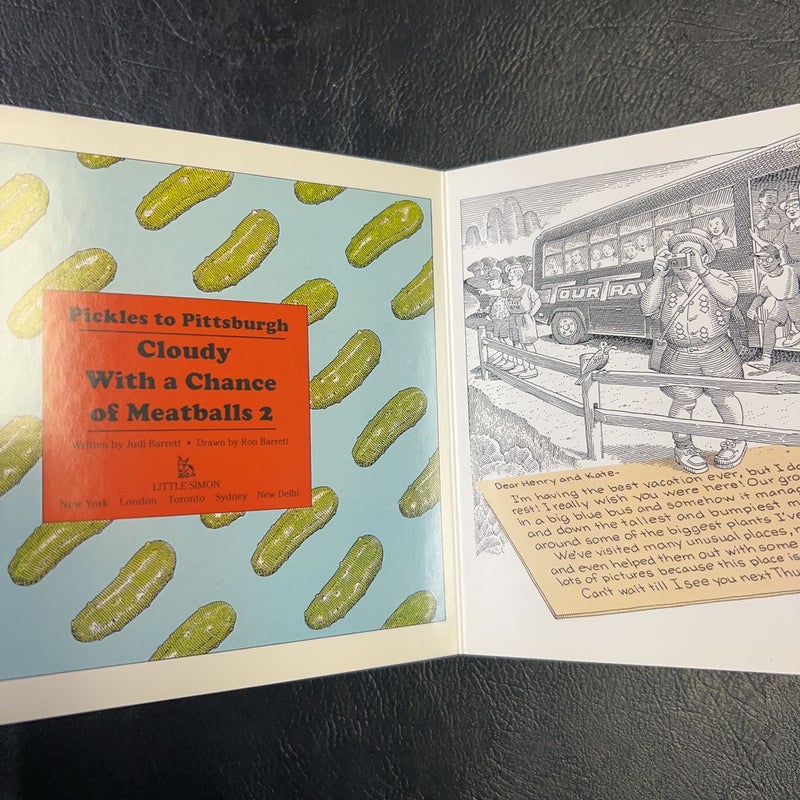 Pickles to Pittsburgh
Cloudy
With a Chance
of Meatballs 2
Written by Judi Barrett • Drawn by Ron Barrett
LITTLE SIMON
New York London Toronto Sydney New Delhi
TOUR TRAV
Dear Henry and Kate-
I'm having the best vacation ever, but I do
rest! I really wish you were here! Our gro
in a big blue bus and somehow it manag
and down the tallest and bumpiest m
around some of the biggest plants I've
We've visited many unusual places,
and even helped them out with some
lots of pictures because this place is
Can't wait till I see you next Thu